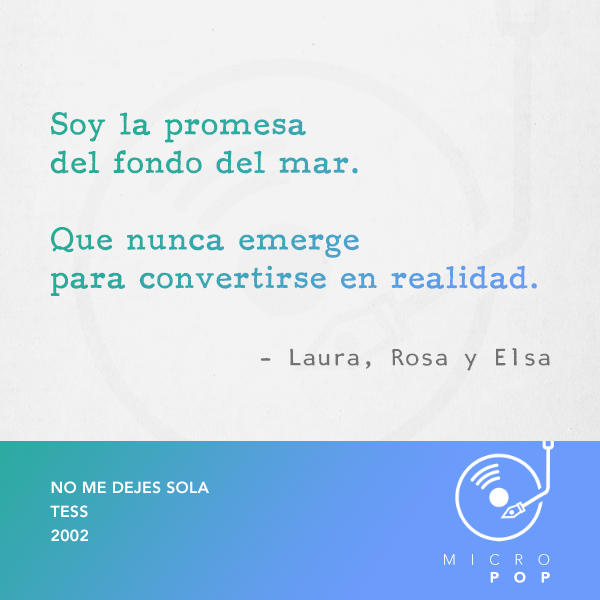 Soy la promesa
del fondo del mar.
Que nunca emerge
para convertirse en realidad.
- Laura, Rosa y Elsa
NO ME DEJES SOLA
TESS
2002
MICRO
POP